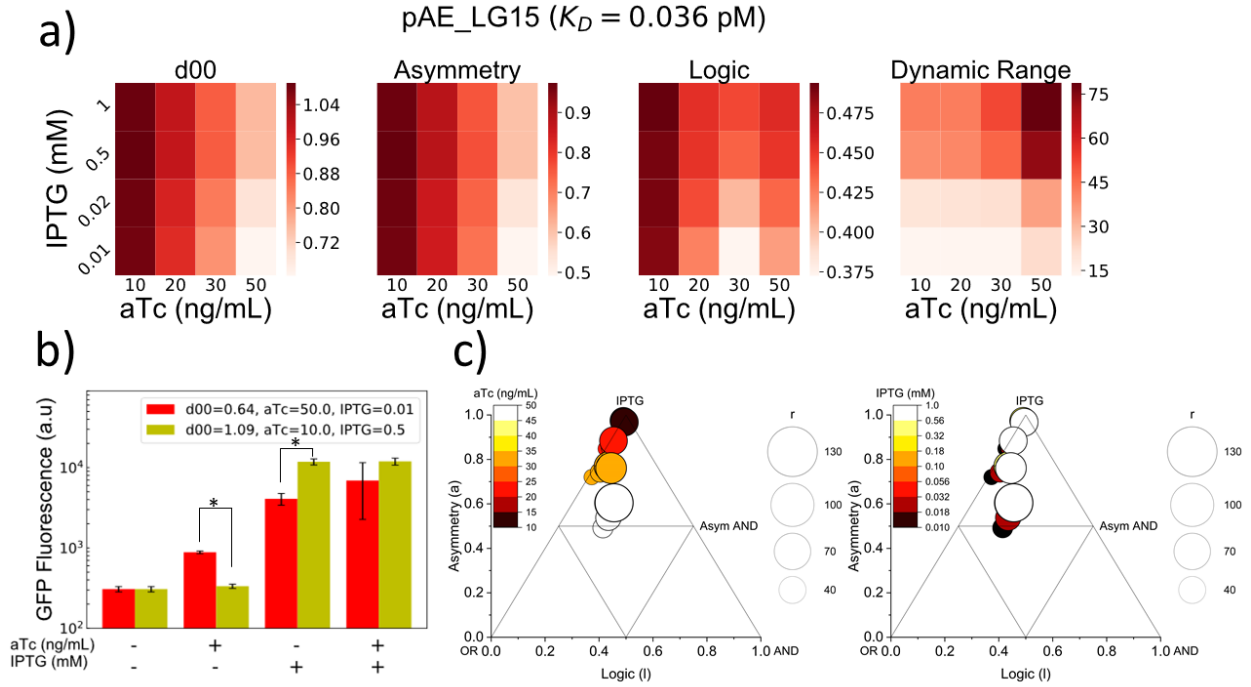 a)
pAE_LG15 (K_D = 0.036 pM)
d00
Asymmetry
Logic
Dynamic Range
IPTG (mM)
1
0.5
0.02
0.01
10 20 30 50
aTc (ng/mL)
1.04
0.96
0.88
0.80
0.72
10 20 30 50
aTc (ng/mL)
0.9
0.8
0.7
0.6
0.5
10 20 30 50
aTc (ng/mL)
0.475
0.450
0.425
0.400
0.375
10 20 30 50
aTc (ng/mL)
75
60
45
30
15
b)
GFP Fluorescence (a.u)
10^4
10^3
10^2
d00=0.64, aTc=50.0, IPTG=0.01
d00=1.09, aTc=10.0, IPTG=0.5
*
*
aTc (ng/mL) - + - +
IPTG (mM) - - + +
c)
aTc (ng/mL)
50
45
40
35
30
25
20
15
10
IPTG
r
130
100
70
40
Asymmetry (a)
1.0
0.8
0.6
0.4
0.2
0.0
Asym AND
OR
0.0 0.2 0.4 0.6 0.8 1.0
AND
Logic (l)
IPTG (mM)
1.0
0.56
0.32
0.18
0.10
0.056
0.032
0.018
0.010
IPTG
r
130
100
70
40
Asymmetry (a)
1.0
0.8
0.6
0.4
0.2
0.0
Asym AND
OR
0.0 0.2 0.4 0.6 0.8 1.0
AND
Logic (l)